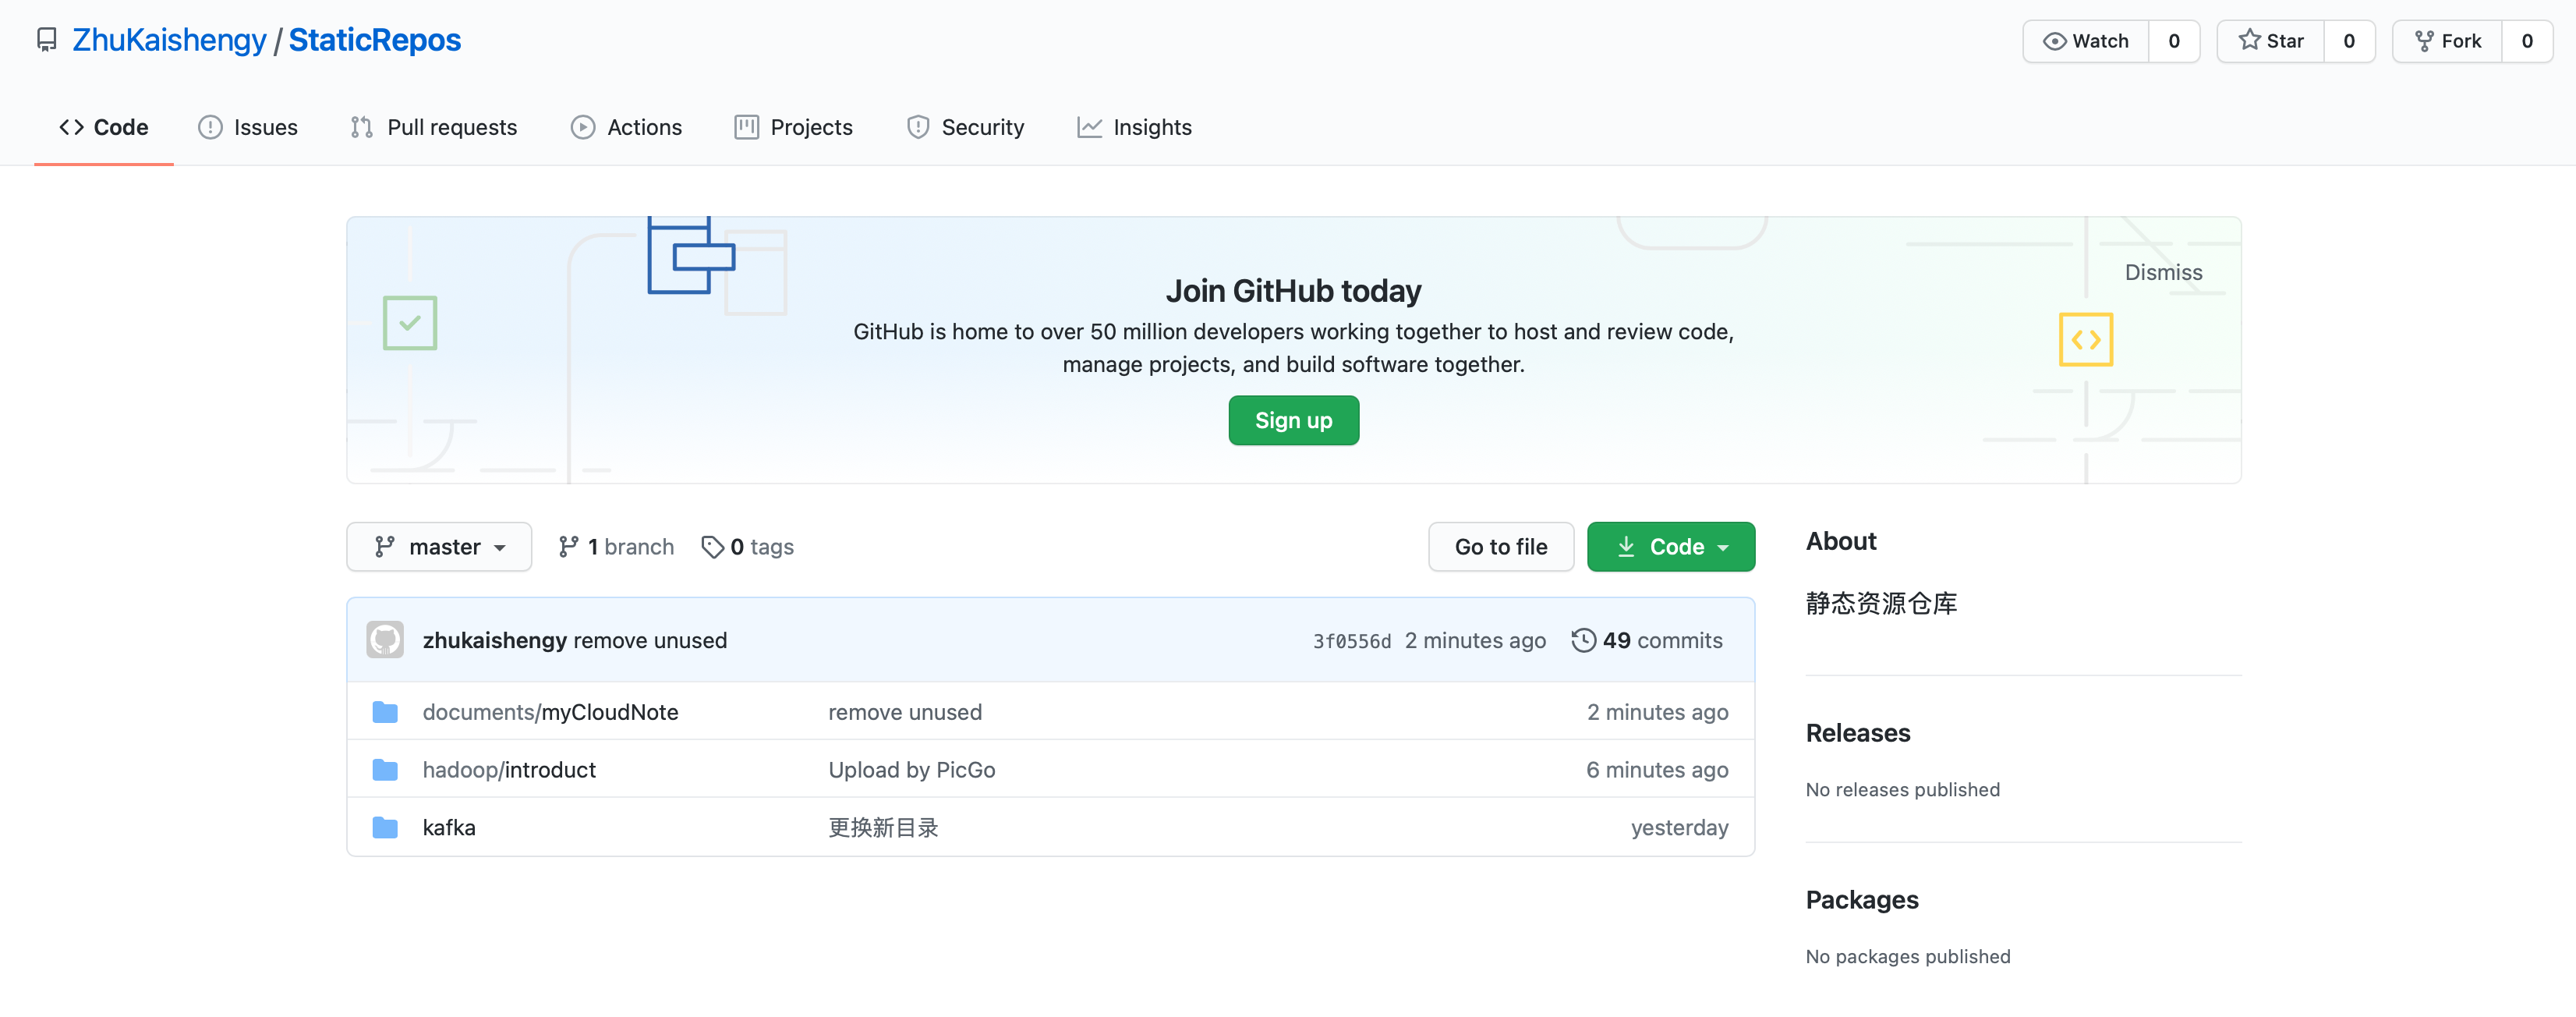 ZhuKaishengy / StaticRepos
Watch 0 Star 0 Fork 0
Code Issues Pull requests Actions Projects Security Insights
Dismiss
Join GitHub today
GitHub is home to over 50 million developers working together to host and review code,
manage projects, and build software together.
Sign up
master 1 branch 0 tags Go to file Code
zhukaishengy remove unused 3f0556d 2 minutes ago 49 commits
documents/myCloudNote remove unused 2 minutes ago
hadoop/introduct Upload by PicGo 6 minutes ago
kafka 更换新目录 yesterday
About
静态资源仓库
Releases
No releases published
Packages
No packages published